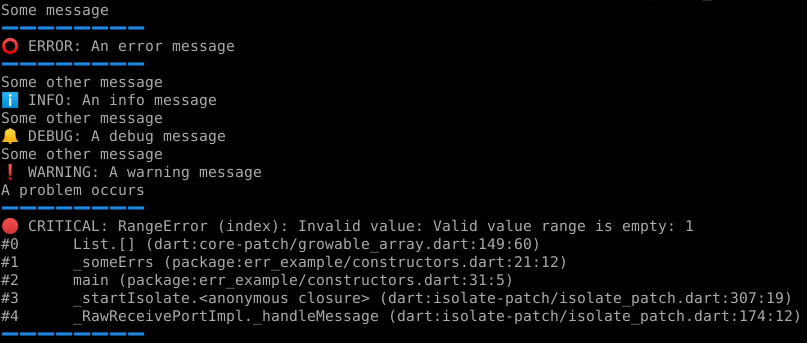 Some message
➖➖➖➖➖➖➖➖
⭕ ERROR: An error message
➖➖➖➖➖➖➖➖
Some other message
ℹ️ INFO: An info message
Some other message
🔔 DEBUG: A debug message
Some other message
❗ WARNING: A warning message
A problem occurs
➖➖➖➖➖➖➖➖
🔴 CRITICAL: RangeError (index): Invalid value: Valid value range is empty: 1
#0      List.[] (dart:core-patch/growable_array.dart:149:60)
#1      _someErrs (package:err_example/constructors.dart:21:12)
#2      main (package:err_example/constructors.dart:31:5)
#3      _startIsolate.<anonymous closure> (dart:isolate-patch/isolate_patch.dart:307:19)
#4      _RawReceivePortImpl._handleMessage (dart:isolate-patch/isolate_patch.dart:174:12)
➖➖➖➖➖➖➖➖